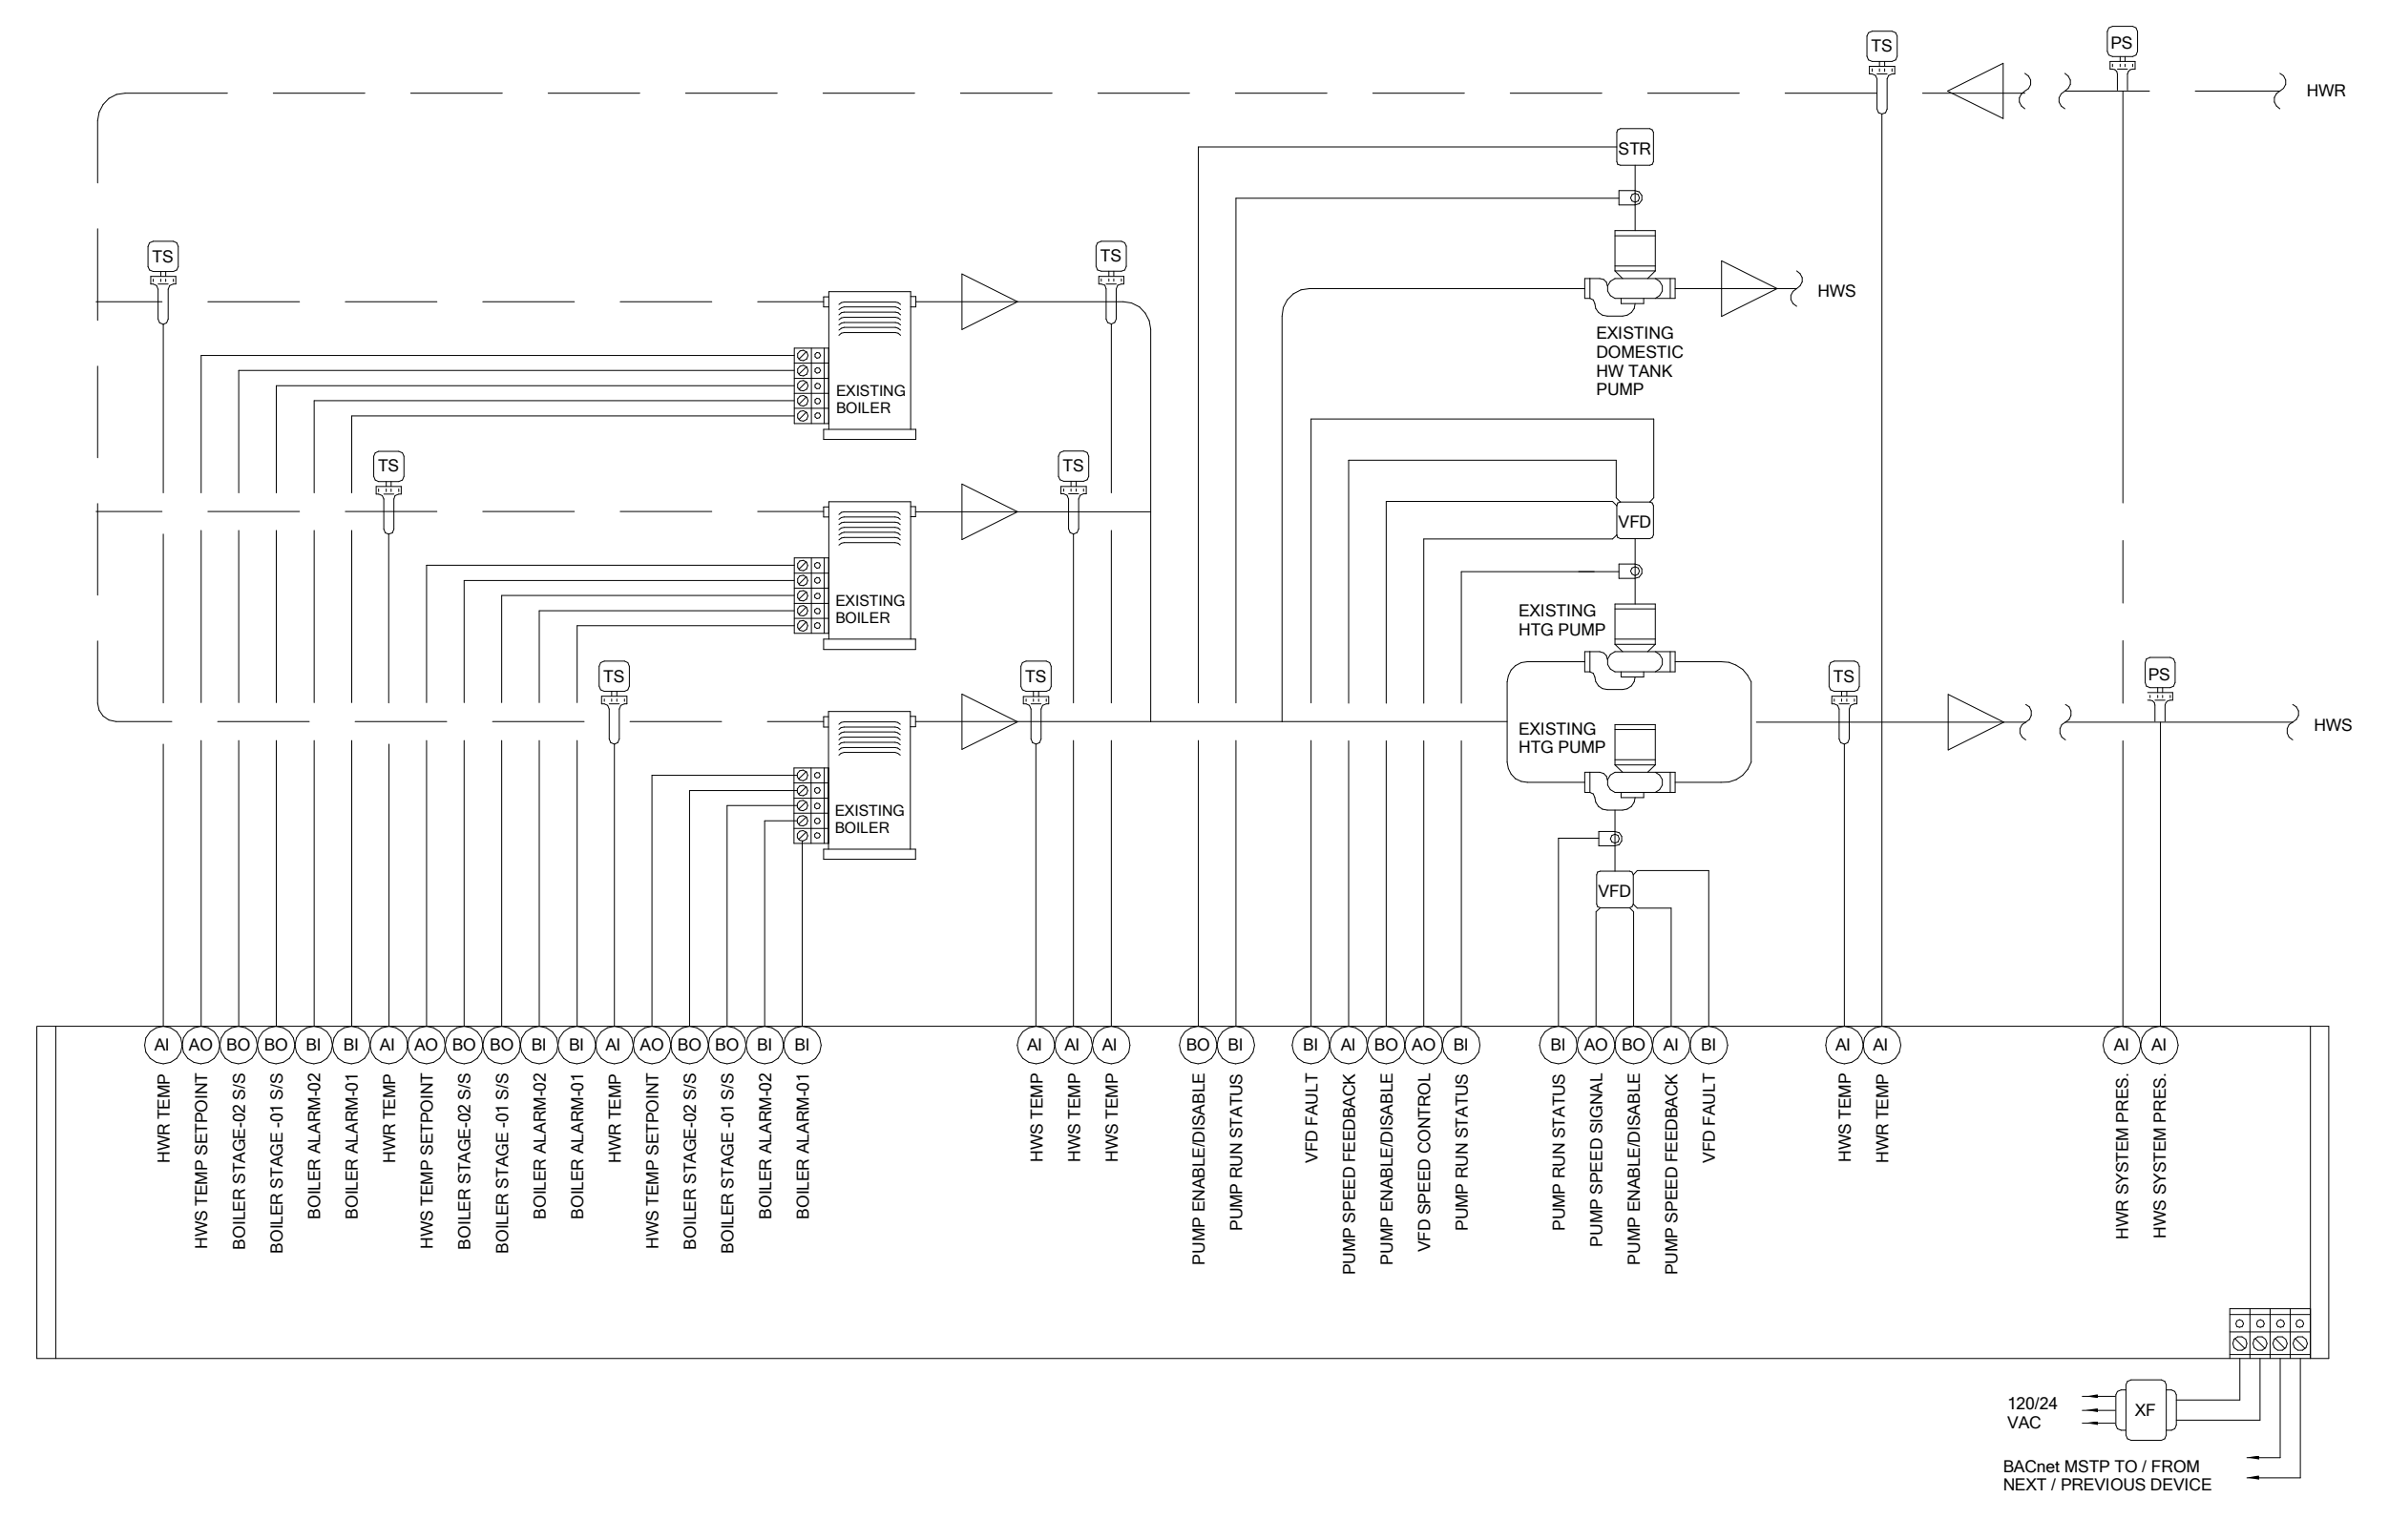 TS
PS
HWR
STR
TS
TS
HWS
EXISTING
DOMESTIC
HW TANK
PUMP
EXISTING
BOILER
TS
TS
VFD
EXISTING
BOILER
EXISTING
HTG PUMP
TS
TS
TS
PS
HWS
EXISTING
HTG PUMP
EXISTING
BOILER
VFD
AI
AO
BO
BO
BI
BI
AI
AO
BO
BO
BI
BI
AI
AO
BO
BO
BI
BI
AI
AI
AI
BO
BI
BI
AI
BO
AO
BI
BI
AO
BO
AI
BI
AI
AI
AI
AI
HWR TEMP
HWS TEMP SETPOINT
BOILER STAGE-02 S/S
BOILER STAGE -01 S/S
BOILER ALARM-02
BOILER ALARM-01
HWR TEMP
HWS TEMP SETPOINT
BOILER STAGE-02 S/S
BOILER STAGE -01 S/S
BOILER ALARM-02
BOILER ALARM-01
HWR TEMP
HWS TEMP SETPOINT
BOILER STAGE-02 S/S
BOILER STAGE -01 S/S
BOILER ALARM-02
BOILER ALARM-01
HWS TEMP
HWS TEMP
HWS TEMP
PUMP ENABLE/DISABLE
PUMP RUN STATUS
VFD FAULT
PUMP SPEED FEEDBACK
PUMP ENABLE/DISABLE
VFD SPEED CONTROL
PUMP RUN STATUS
PUMP RUN STATUS
PUMP SPEED SIGNAL
PUMP ENABLE/DISABLE
PUMP SPEED FEEDBACK
VFD FAULT
HWS TEMP
HWR TEMP
HWR SYSTEM PRES.
HWS SYSTEM PRES.
120/24
VAC
XF
BACnet MSTP TO / FROM
NEXT / PREVIOUS DEVICE